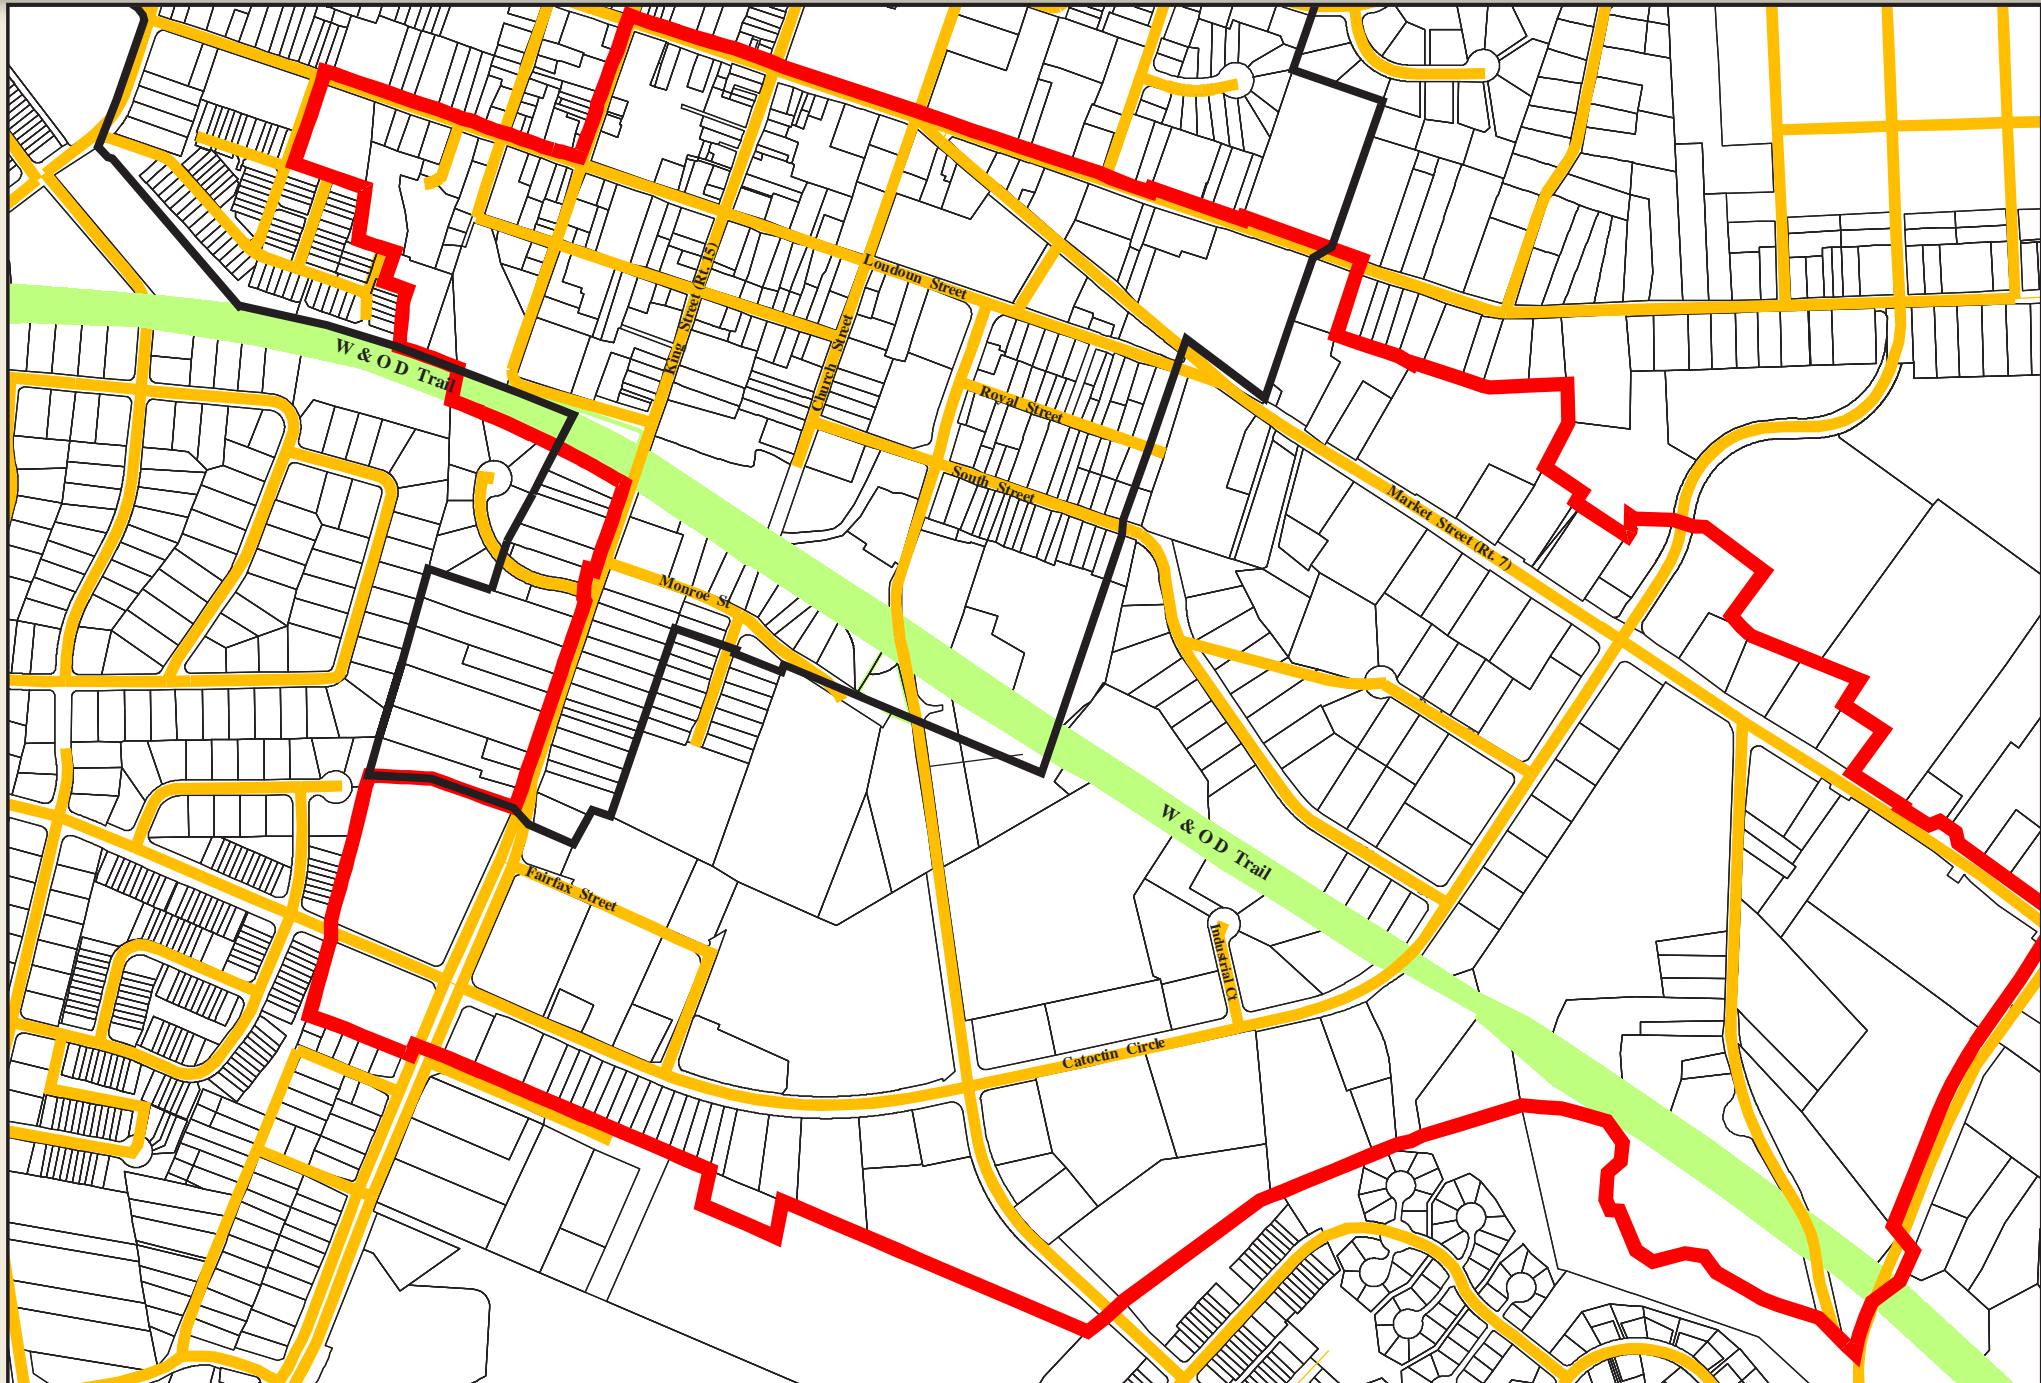 King Street (Rt. 15)
Loudoun Street
Church Street
W & O D Trail
Royal Street
South Street
Market Street (Rt. 7)
Monroe St
W & O D Trail
Fairfax Street
Industrial Ct
Catoctin Circle